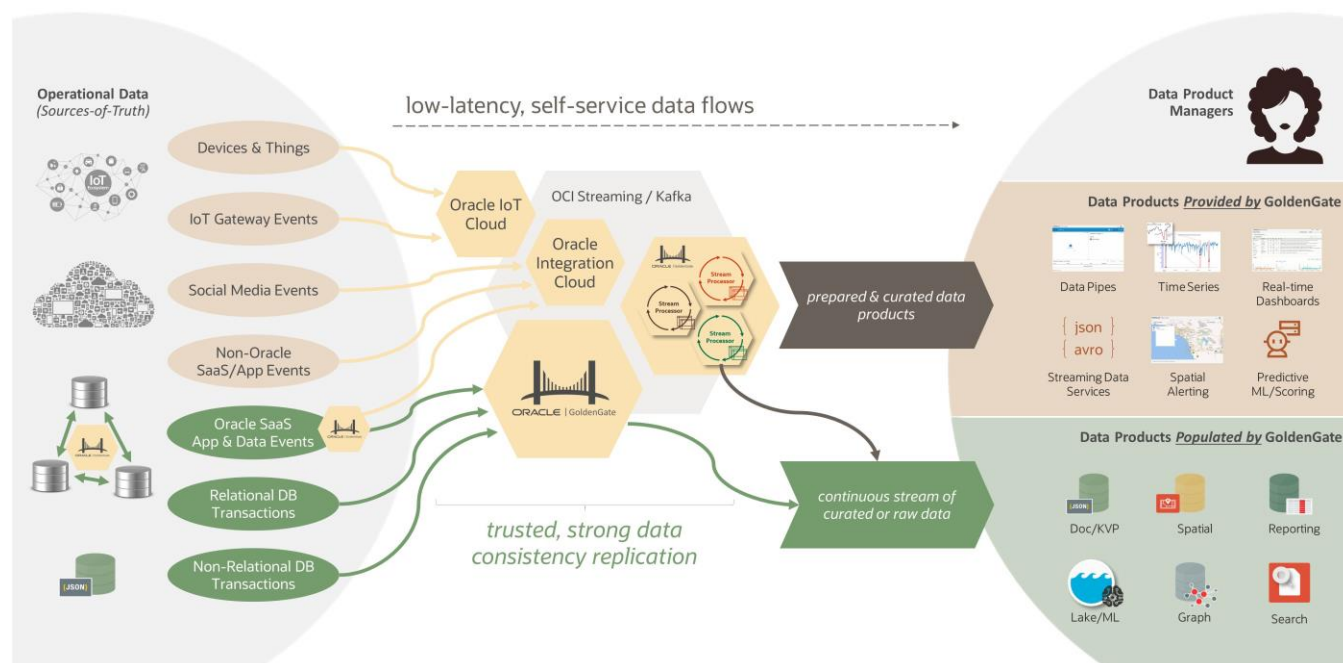 Operational Data
(Sources-of-Truth)
IoT
Ecosystem
Devices & Things
IoT Gateway Events
Social Media Events
Non-Oracle
SaaS/App Events
Oracle SaaS
App & Data Events
Relational DB
Transactions
{JSON}
Non-Relational DB
Transactions
low-latency, self-service data flows
Oracle IoT
Cloud
OCI Streaming / Kafka
Oracle
Integration
Cloud
ORACLE | GoldenGate
Stream
Processor
Stream
Processor
Stream
Processor
ORACLE | GoldenGate
trusted, strong data
consistency replication
prepared & curated data
products
continuous stream of
curated or raw data
Data Product
Managers
Data Products Provided by GoldenGate
Data Pipes
Time Series
Real-time
Dashboards
{ json }
{ avro }
Streaming Data
Services
Spatial
Alerting
Predictive
ML/Scoring
Data Products Populated by GoldenGate
{JSON}
Doc/KVP
Spatial
Reporting
Lake/ML
Graph
Search